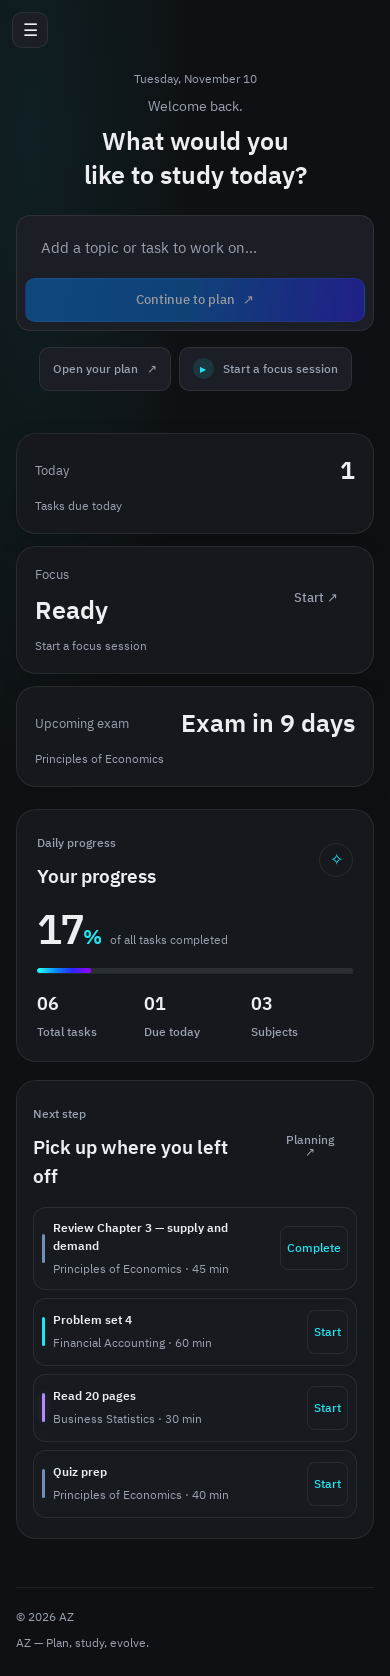 ☰
Tuesday, November 10
Welcome back.
What would you
like to study today?
Add a topic or task to work on...
Continue to plan ↗
Open your plan ↗
▶ Start a focus session
Today
1
Tasks due today
Focus
Ready
Start ↗
Start a focus session
Upcoming exam
Exam in 9 days
Principles of Economics
Daily progress
Your progress
✧
17% of all tasks completed
06 01 03
Total tasks Due today Subjects
Next step
Pick up where you left
off
Planning
↗
Review Chapter 3 — supply and
demand
Principles of Economics · 45 min
Complete
Problem set 4
Financial Accounting · 60 min
Start
Read 20 pages
Business Statistics · 30 min
Start
Quiz prep
Principles of Economics · 40 min
Start
© 2026 AZ
AZ — Plan, study, evolve.